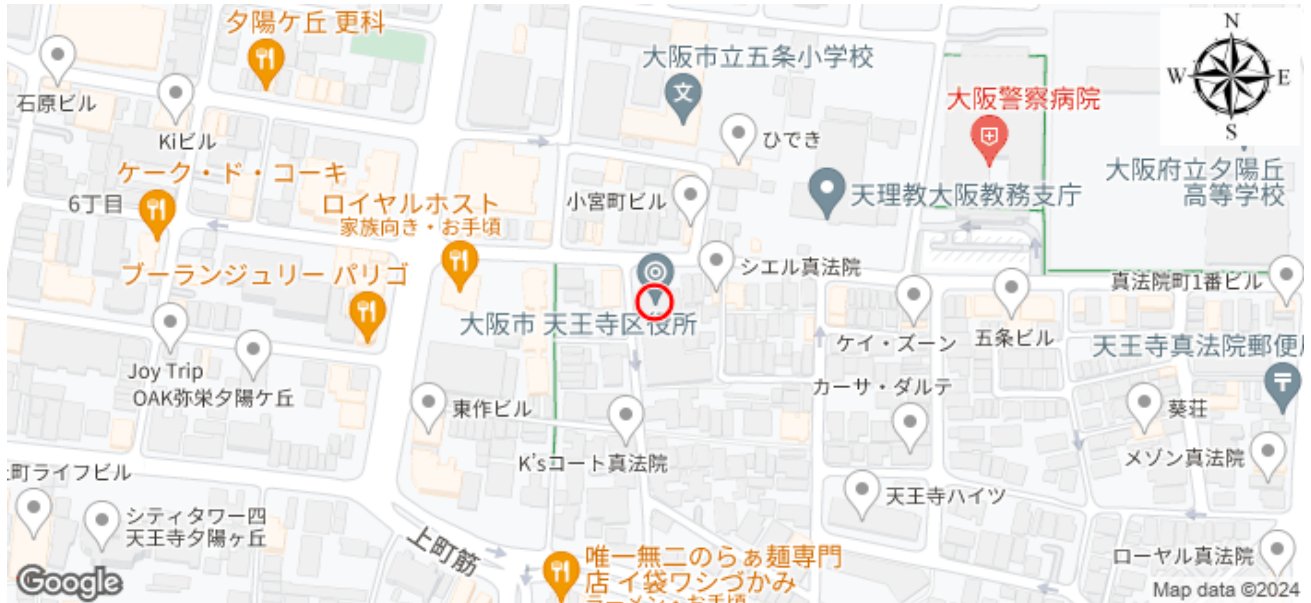 夕陽ケ丘 更科
N
大阪市立五条小学校
W
E
石原ビル
文
大阪警察病院
S
Kiビル
ひでき
大阪府立夕陽丘
高等学校
ケーク・ド・コーキ
6丁目
ロイヤルホスト
家族向き・お手頃
小宮町ビル
天理教大阪教務支庁
ブーランジュリー パリゴ
シエル真法院
真法院町1番ビル
大阪市 天王寺区役所
ケイ・ズーン
五条ビル
天王寺真法院郵便
Joy Trip
OAK弥栄夕陽ケ丘
カーサ・ダルテ
東作ビル
葵荘
K'sコート真法院
メゾン真法院
町ライフビル
天王寺ハイツ
シティタワー四
天王寺夕陽ヶ丘
上町筋
唯一無二のらぁ麺専門
店 イ袋ワシづかみ
ラーメン・お手頃
ローヤル真法院
Google
Map data ©2024